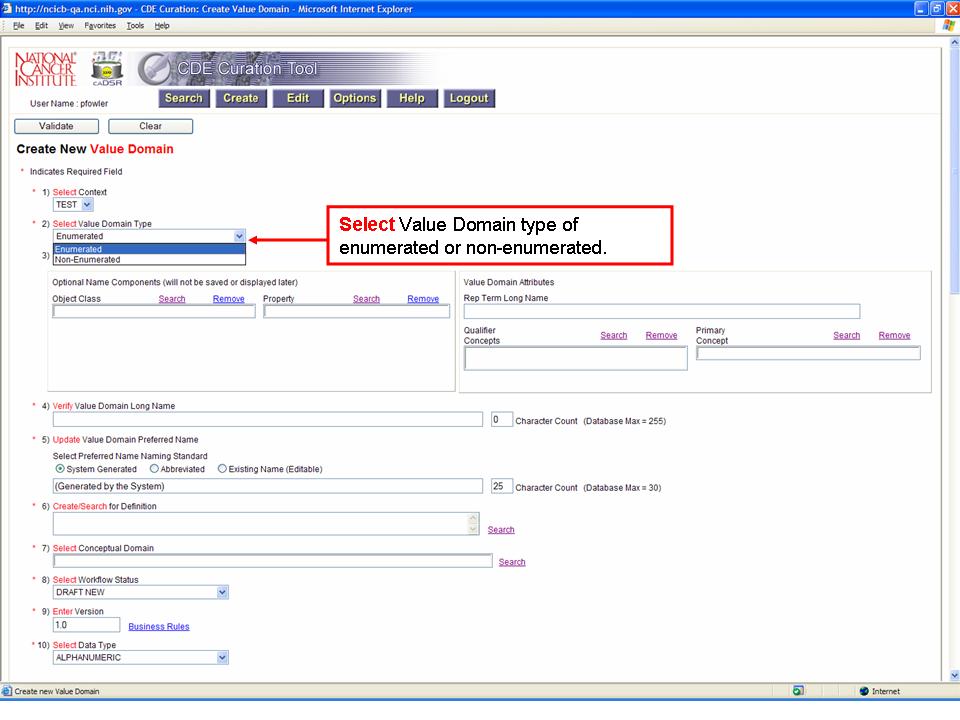 http://ncicb-qa.nci.nih.gov - CDE Curation: Create Value Domain - Microsoft Internet Explorer
File Edit View Favorites Tools Help
NATIONAL CANCER INSTITUTE
caDSR
CDE Curation Tool
User Name : pfowler
Search Create Edit Options Help Logout
Validate Clear
Create New Value Domain
* Indicates Required Field
* 1) Select Context
TEST
* 2) Select Value Domain Type
Enumerated
Enumerated
Non-Enumerated
Select Value Domain type of
enumerated or non-enumerated.
3)
Optional Name Components (will not be saved or displayed later)
Object Class Search Remove Property Search Remove
Value Domain Attributes
Rep Term Long Name
Qualifier Concepts Search Remove
Primary Concept Search Remove
* 4) Verify Value Domain Long Name
0 Character Count (Database Max = 255)
* 5) Update Value Domain Preferred Name
Select Preferred Name Naming Standard
System Generated Abbreviated Existing Name (Editable)
(Generated by the System) 25 Character Count (Database Max = 30)
* 6) Create/Search for Definition
Search
* 7) Select Conceptual Domain
Search
* 8) Select Workflow Status
DRAFT NEW
* 9) Enter Version
1.0 Business Rules
* 10) Select Data Type
ALPHANUMERIC
Create new Value Domain Internet